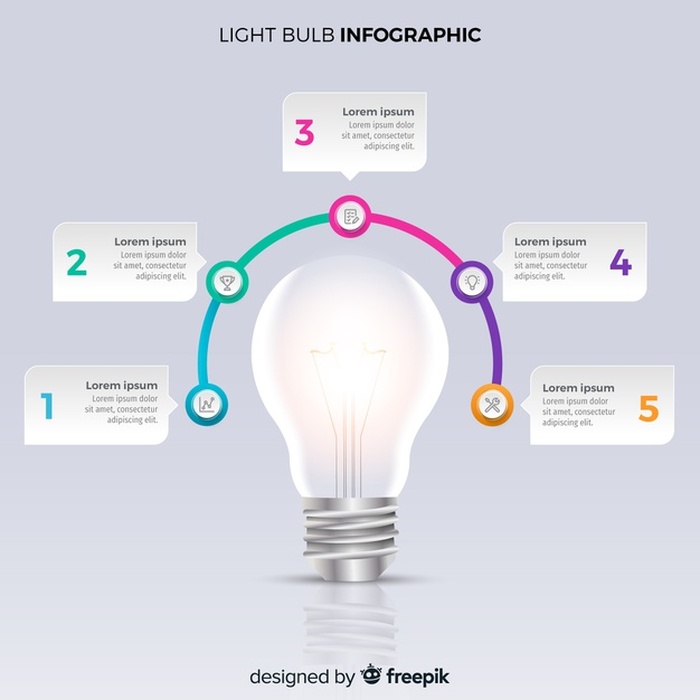 LIGHT BULB INFOGRAPHIC
3
Lorem ipsum
Lorem ipsum dolor
sit amet, consectetur
adipiscing elit.
2
Lorem ipsum
Lorem ipsum dolor
sit amet, consectetur
adipiscing elit.
Lorem ipsum
Lorem ipsum dolor
sit amet, consectetur
adipiscing elit.
4
1
Lorem ipsum
Lorem ipsum dolor
sit amet, consectetur
adipiscing elit.
Lorem ipsum
Lorem ipsum dolor
sit amet, consectetur
adipiscing elit.
5
designed by freepik